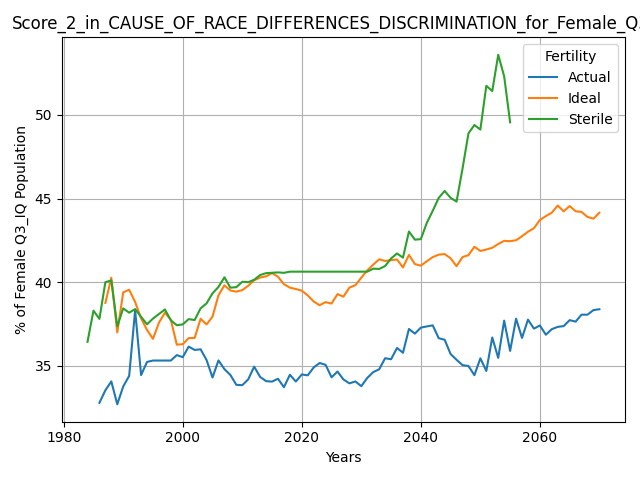 Score_2_in_CAUSE_OF_RACE_DIFFERENCES_DISCRIMINATION_for_Female_Q
Fertility
Actual
Ideal
Sterile
% of Female Q3_IQ Population
50
45
40
35
1980
2000
2020
2040
2060
Years